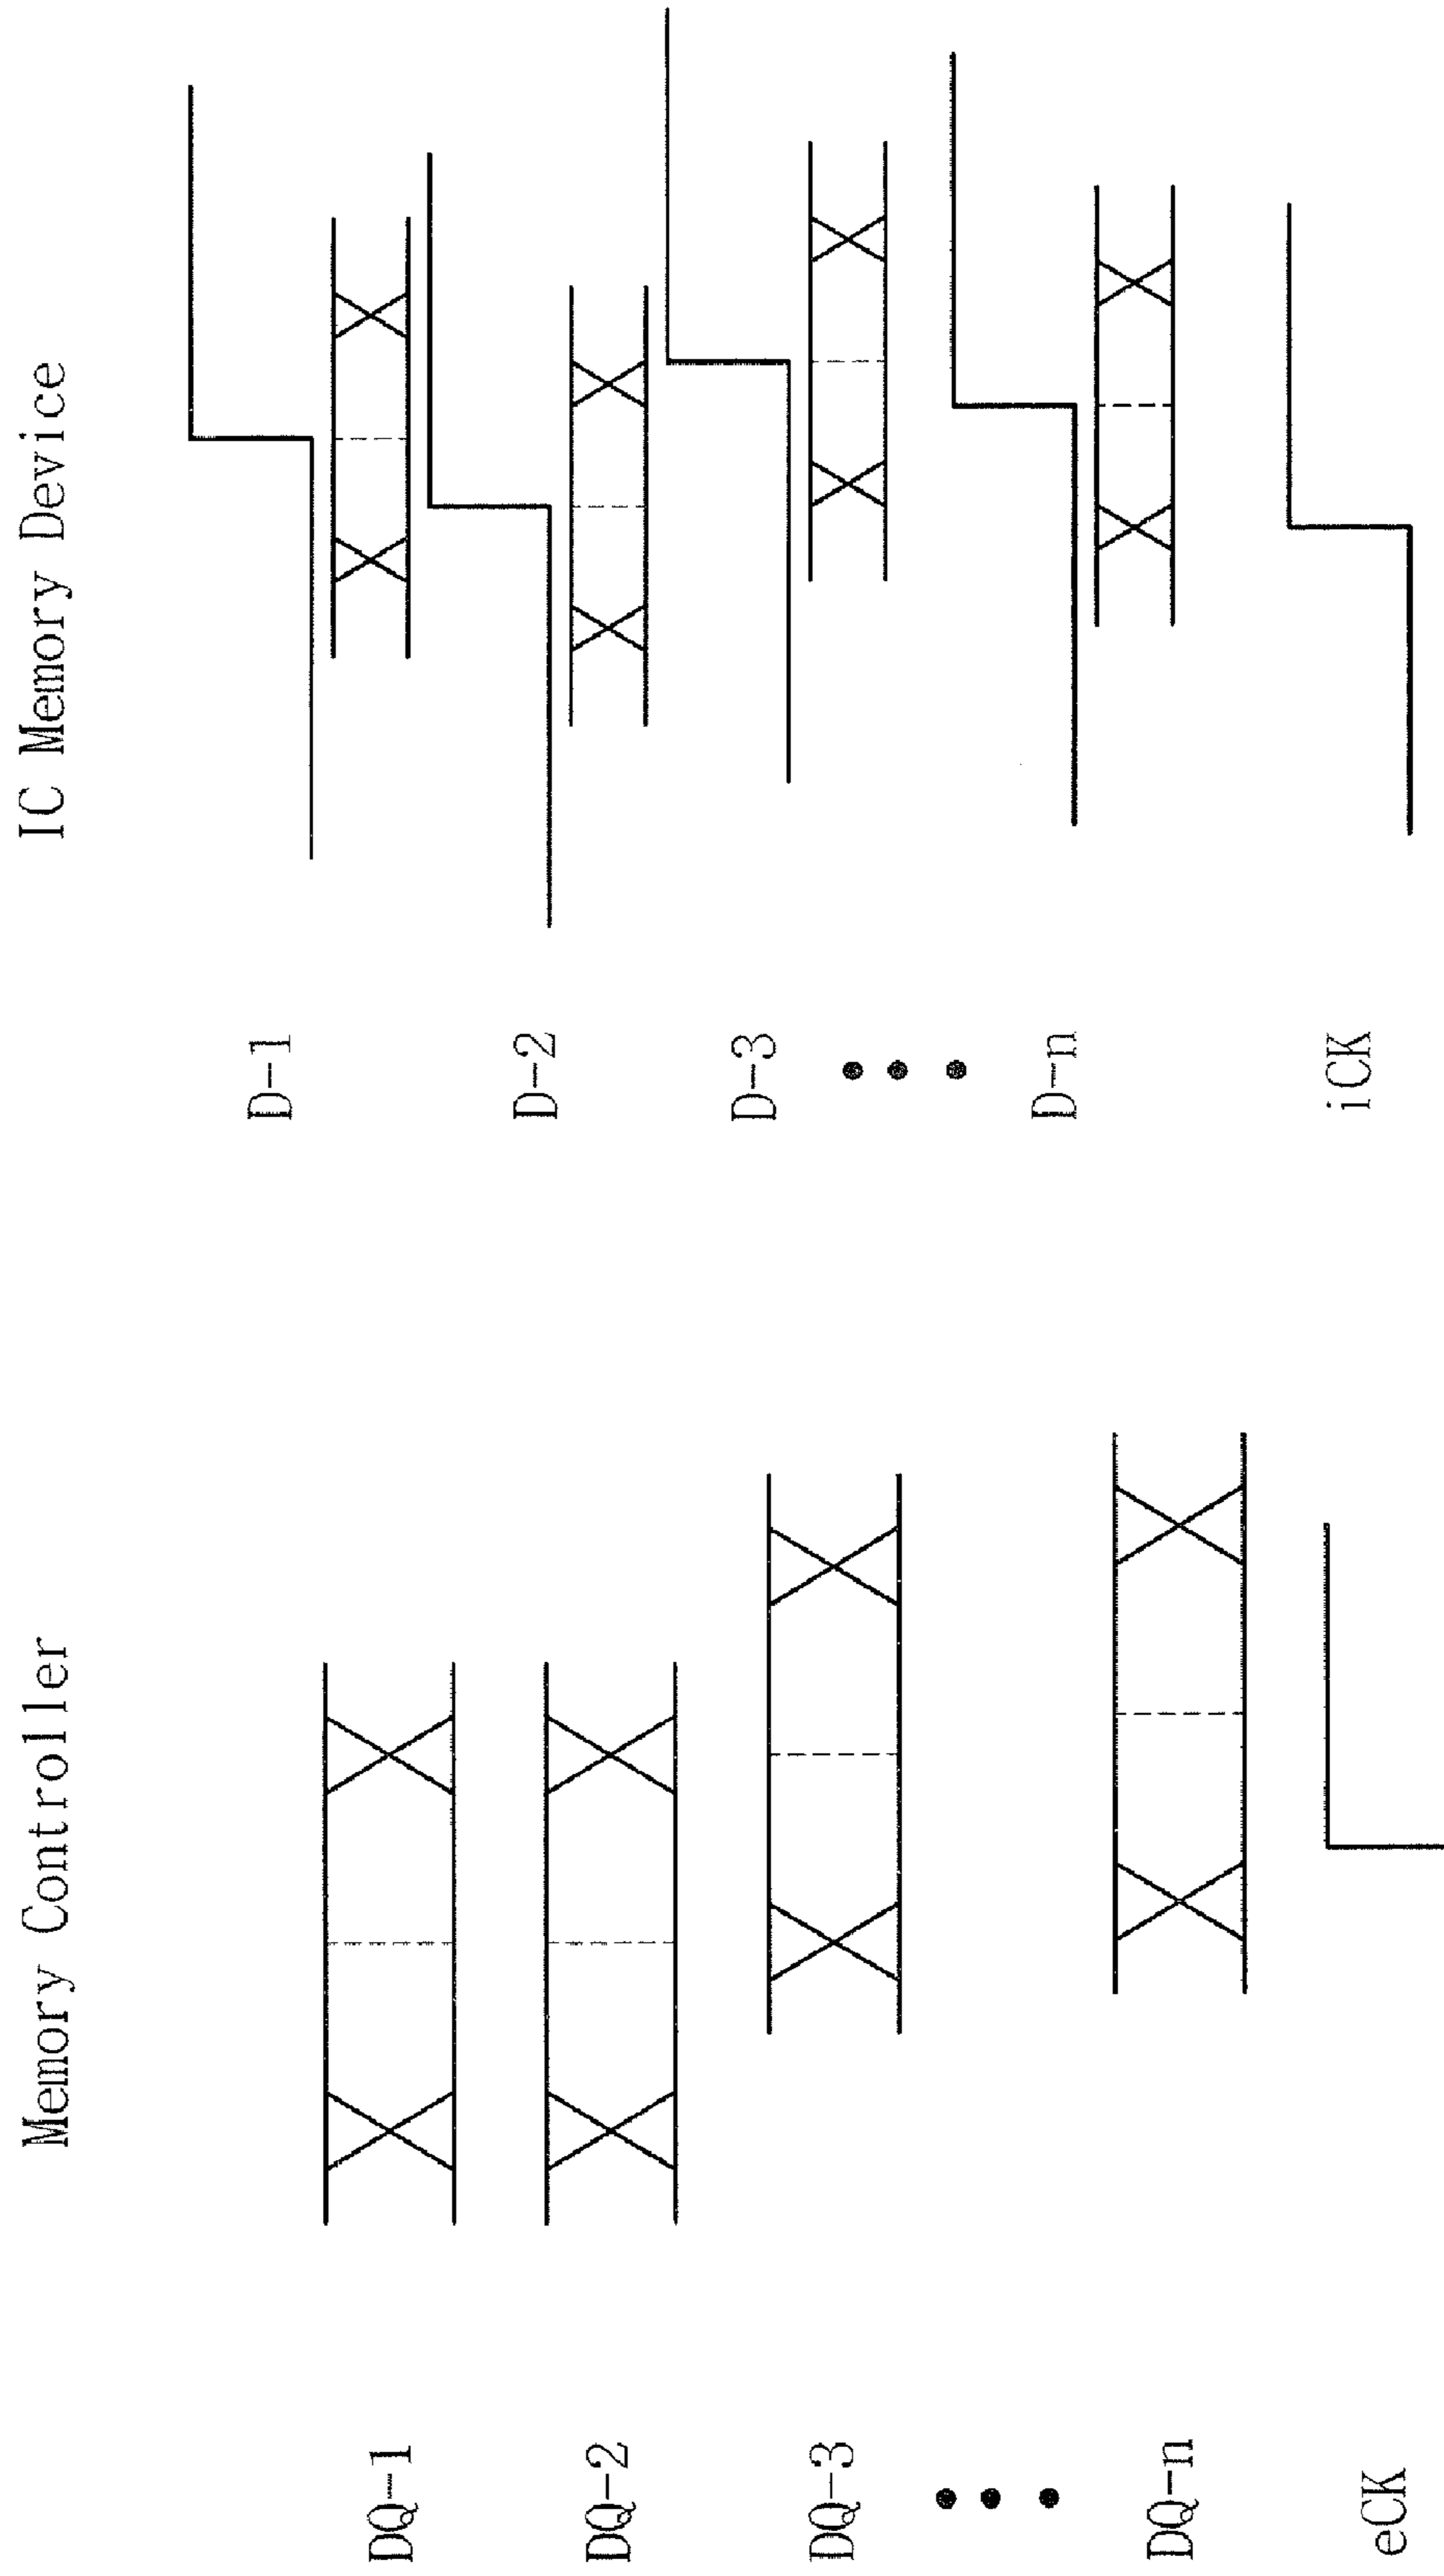 Memory Controller
DQ-1
DQ-2
DQ-3
DQ-n
eCK
IC Memory Device
D-1
D-2
D-3
D-n
iCK